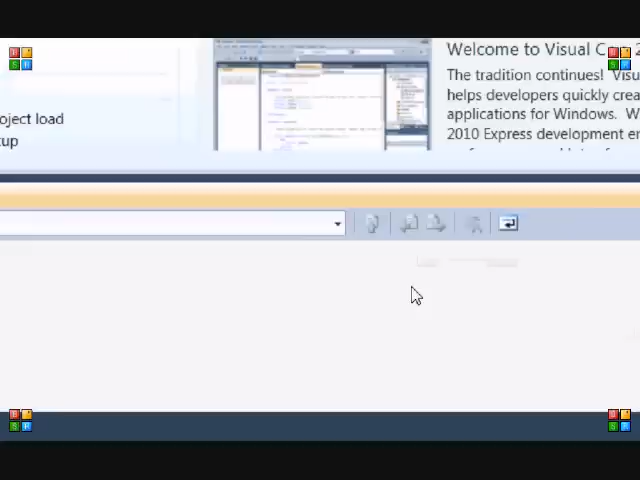 Welcome to Visual C
The tradition continues! Visu
helps developers quickly crea
applications for Windows. W
2010 Express development en
oject load
tup